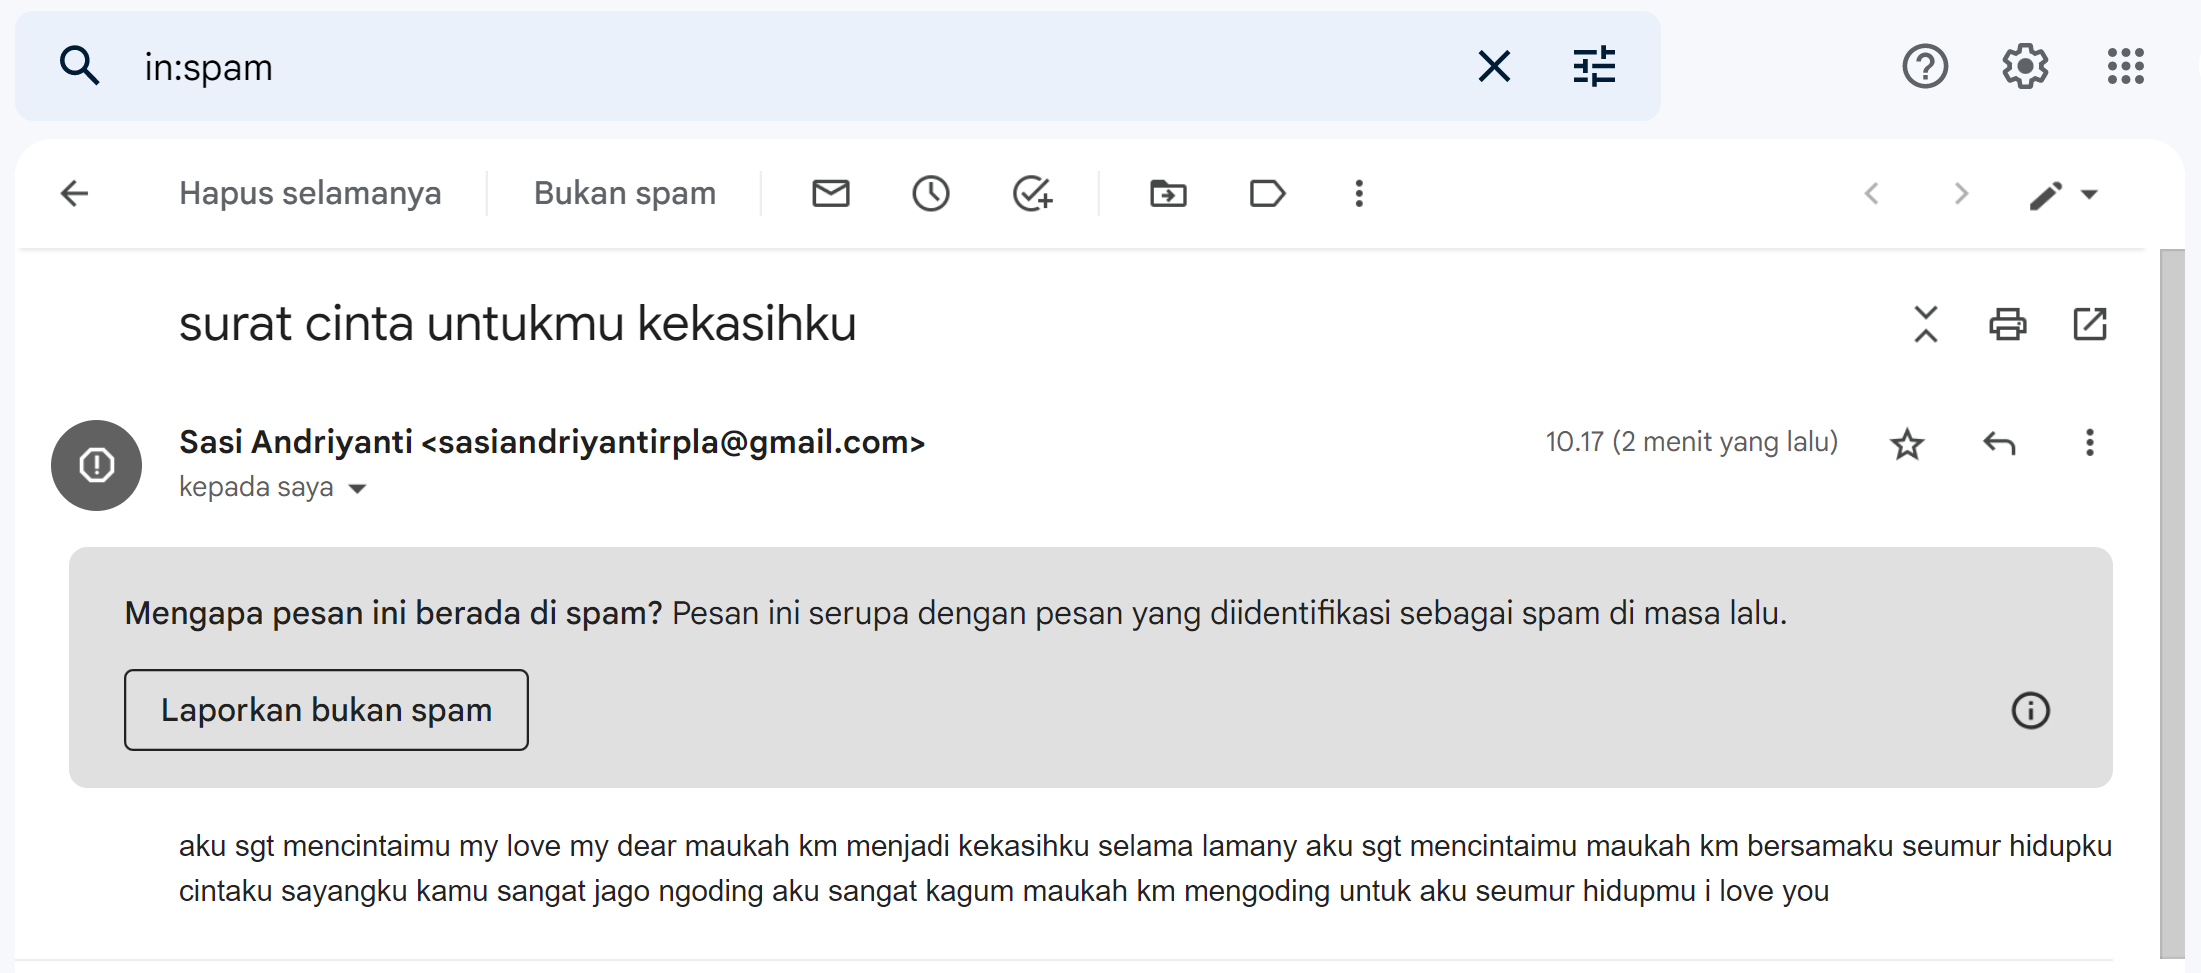 in:spam
Hapus selamanya
Bukan spam
surat cinta untukmu kekasihku
Sasi Andriyanti <sasiandriyantirpla@gmail.com>
10.17 (2 menit yang lalu)
kepada saya
Mengapa pesan ini berada di spam? Pesan ini serupa dengan pesan yang diidentifikasi sebagai spam di masa lalu.
Laporkan bukan spam
aku sgt mencintaimu my love my dear maukah km menjadi kekasihku selama lamany aku sgt mencintaimu maukah km bersamaku seumur hidupku
cintaku sayangku kamu sangat jago ngoding aku sangat kagum maukah km mengoding untuk aku seumur hidupmu i love you